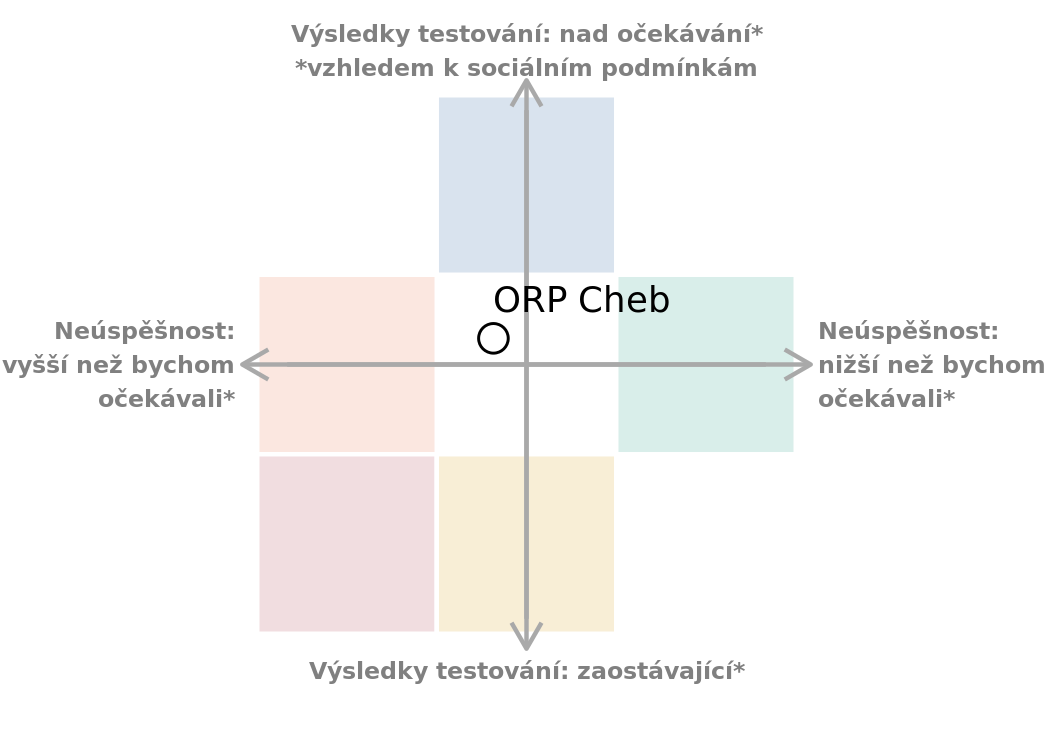 Výsledky testování: nad očekávání*
*vzhledem k sociálním podmínkám
ORP Cheb
Neúspěšnost:
vyšší než bychom
očekávali*
Neúspěšnost:
nižší než bychom
očekávali*
Výsledky testování: zaostávající*